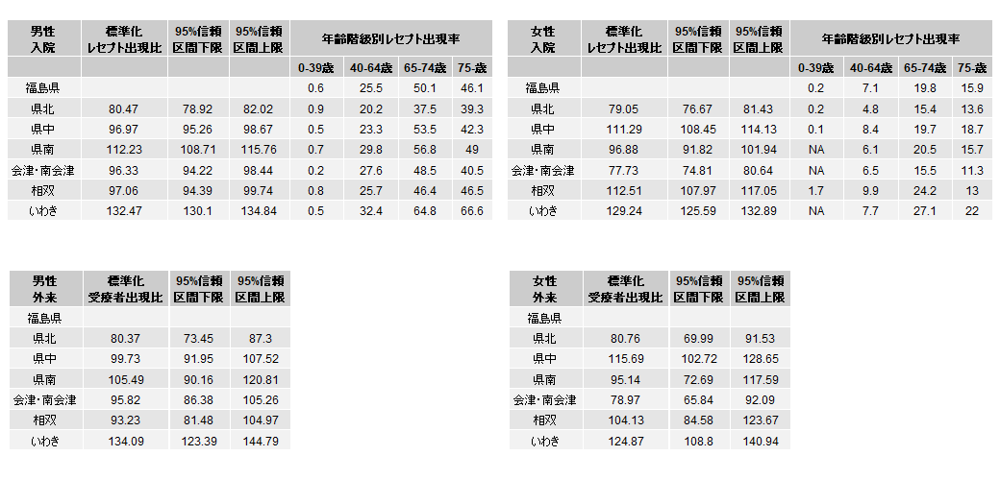 男性 標準化 95%信頼 95%信頼 年齢階級別レセプト出現率
入院 レセプト出現比 区間下限 区間上限
0-39歳 40-64歳 65-74歳 75-歳
福島県 0.6 25.5 50.1 46.1
県北 80.47 78.92 82.02 0.9 20.2 37.5 39.3
県中 96.97 95.26 98.67 0.5 23.3 53.5 42.3
県南 112.23 108.71 115.76 0.7 29.8 56.8 49
会津・南会津 96.33 94.22 98.44 0.2 27.6 48.5 40.5
相双 97.06 94.39 99.74 0.8 25.7 46.4 46.5
いわき 132.47 130.1 134.84 0.5 32.4 64.8 66.6
女性 標準化 95%信頼 95%信頼 年齢階級別レセプト出現率
入院 レセプト出現比 区間下限 区間上限
0-39歳 40-64歳 65-74歳 75-歳
福島県 0.2 7.1 19.8 15.9
県北 79.05 76.67 81.43 0.2 4.8 15.4 13.6
県中 111.29 108.45 114.13 0.1 8.4 19.7 18.7
県南 96.88 91.82 101.94 NA 6.1 20.5 15.7
会津・南会津 77.73 74.81 80.64 NA 6.5 15.5 11.3
相双 112.51 107.97 117.05 1.7 9.9 24.2 13
いわき 129.24 125.59 132.89 NA 7.7 27.1 22
男性 標準化 95%信頼 95%信頼
外来 受療者出現比 区間下限 区間上限
福島県
県北 80.37 73.45 87.3
県中 99.73 91.95 107.52
県南 105.49 90.16 120.81
会津・南会津 95.82 86.38 105.26
相双 93.23 81.48 104.97
いわき 134.09 123.39 144.79
女性 標準化 95%信頼 95%信頼
外来 受療者出現比 区間下限 区間上限
福島県
県北 80.76 69.99 91.53
県中 115.69 102.72 128.65
県南 95.14 72.69 117.59
会津・南会津 78.97 65.84 92.09
相双 104.13 84.58 123.67
いわき 124.87 108.8 140.94